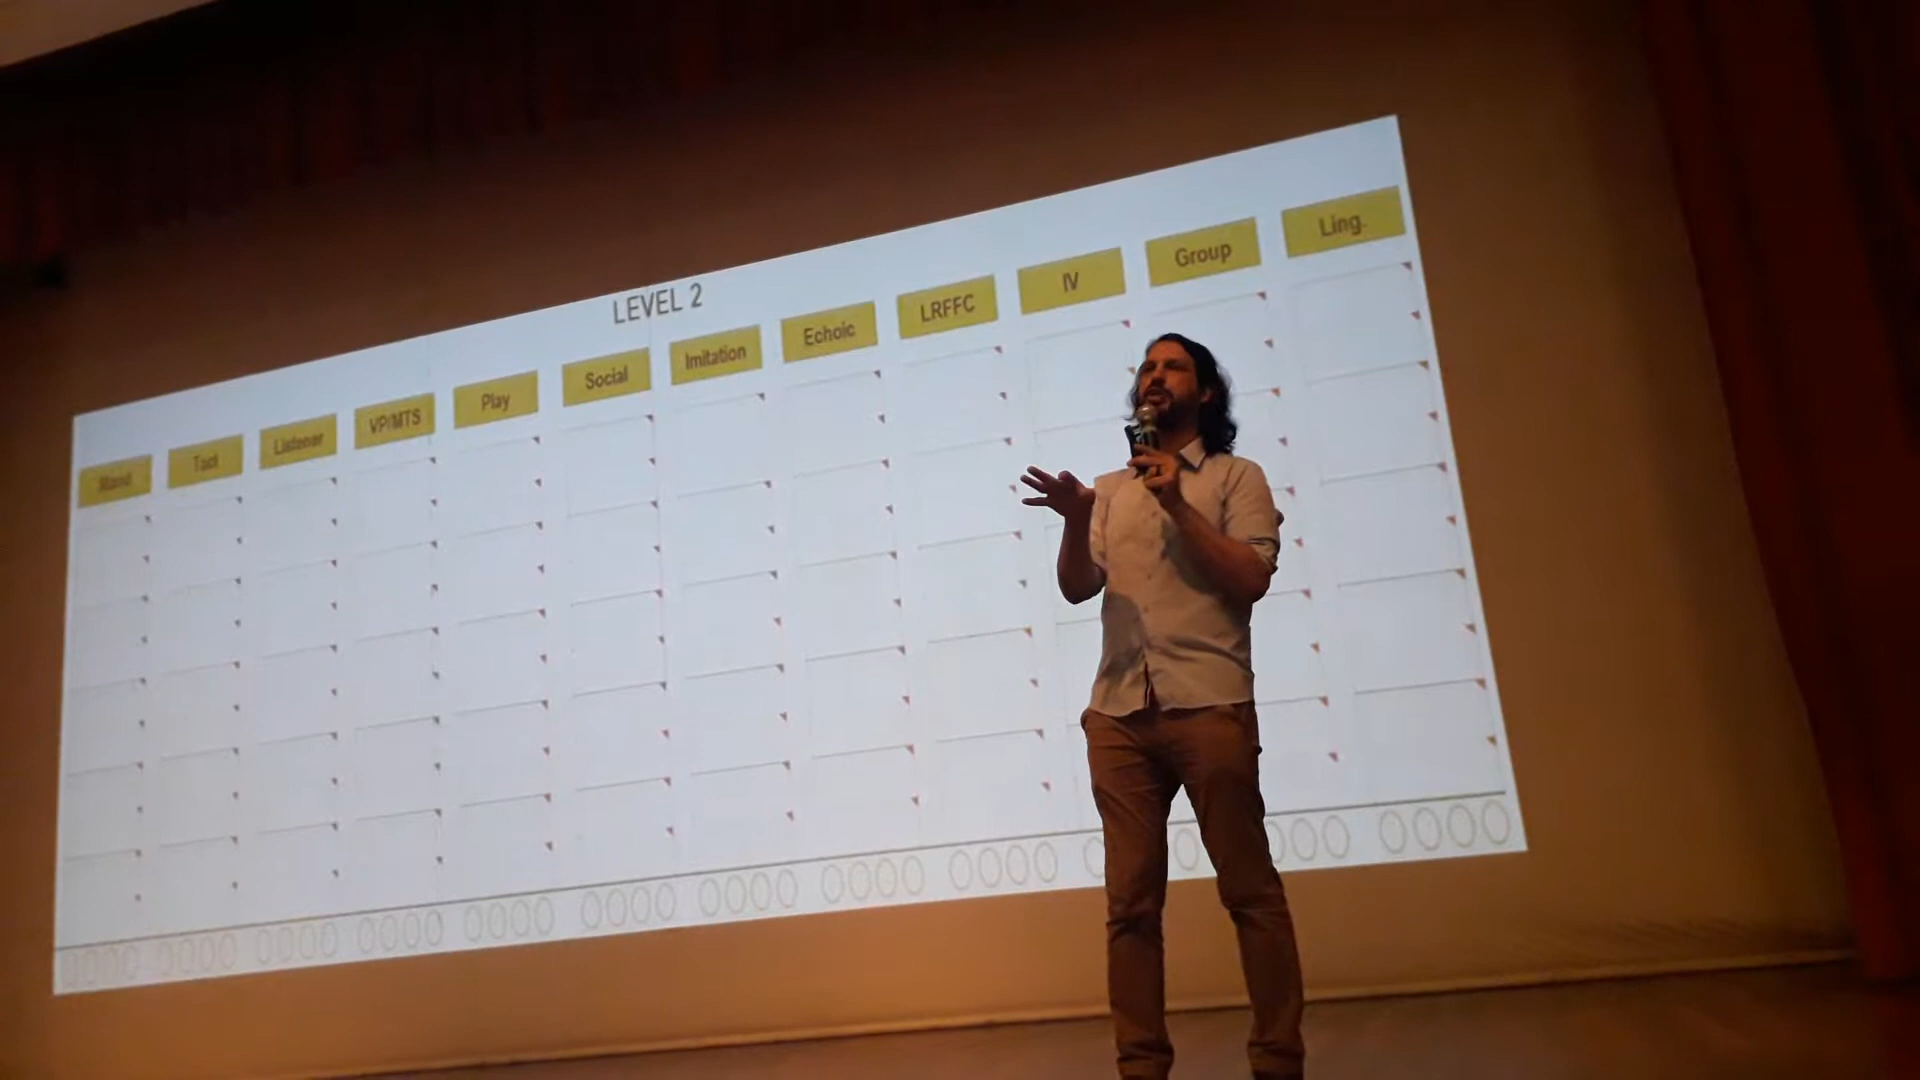 LEVEL 2
Mand
Tact
Listener
VP/MTS
Play
Social
Imitation
Echoic
LRFFC
IV
Group
Ling.